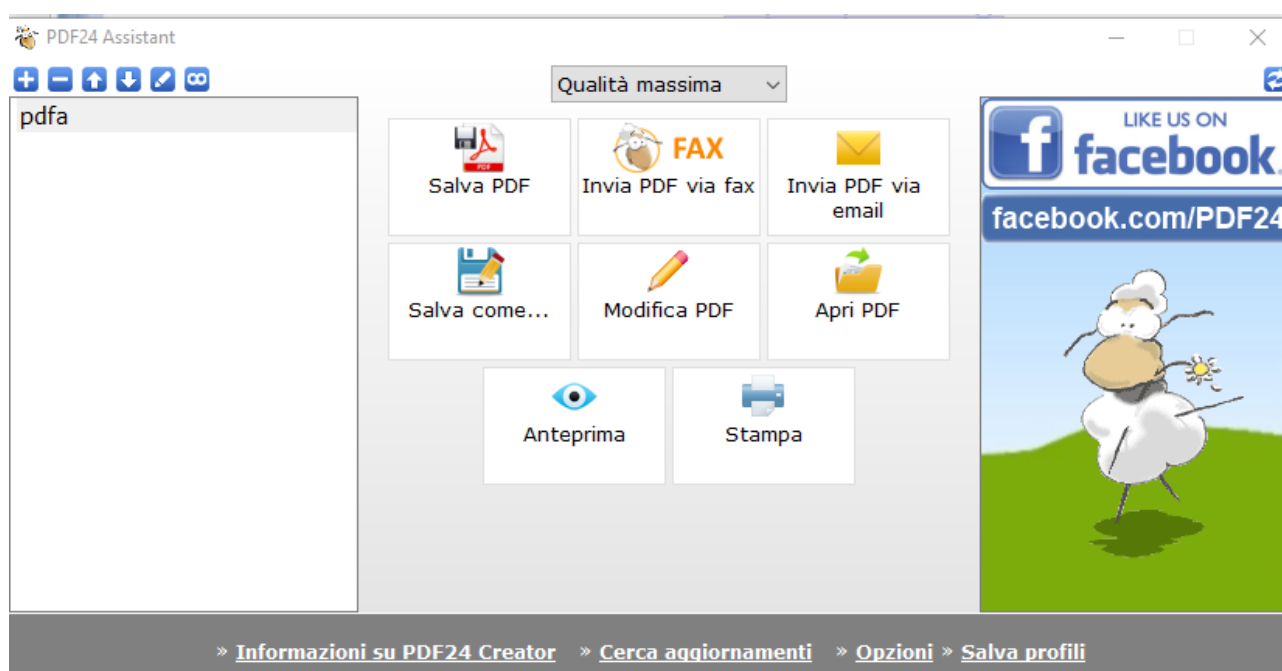 PDF24 Assistant
Qualità massima
pdfa
Salva PDF
FAX
Invia PDF via fax
Invia PDF via
email
Salva come...
Modifica PDF
Apri PDF
Anteprima
Stampa
LIKE US ON
facebook.
facebook.com/PDF24
» Informazioni su PDF24 Creator » Cerca aggiornamenti » Opzioni » Salva profili